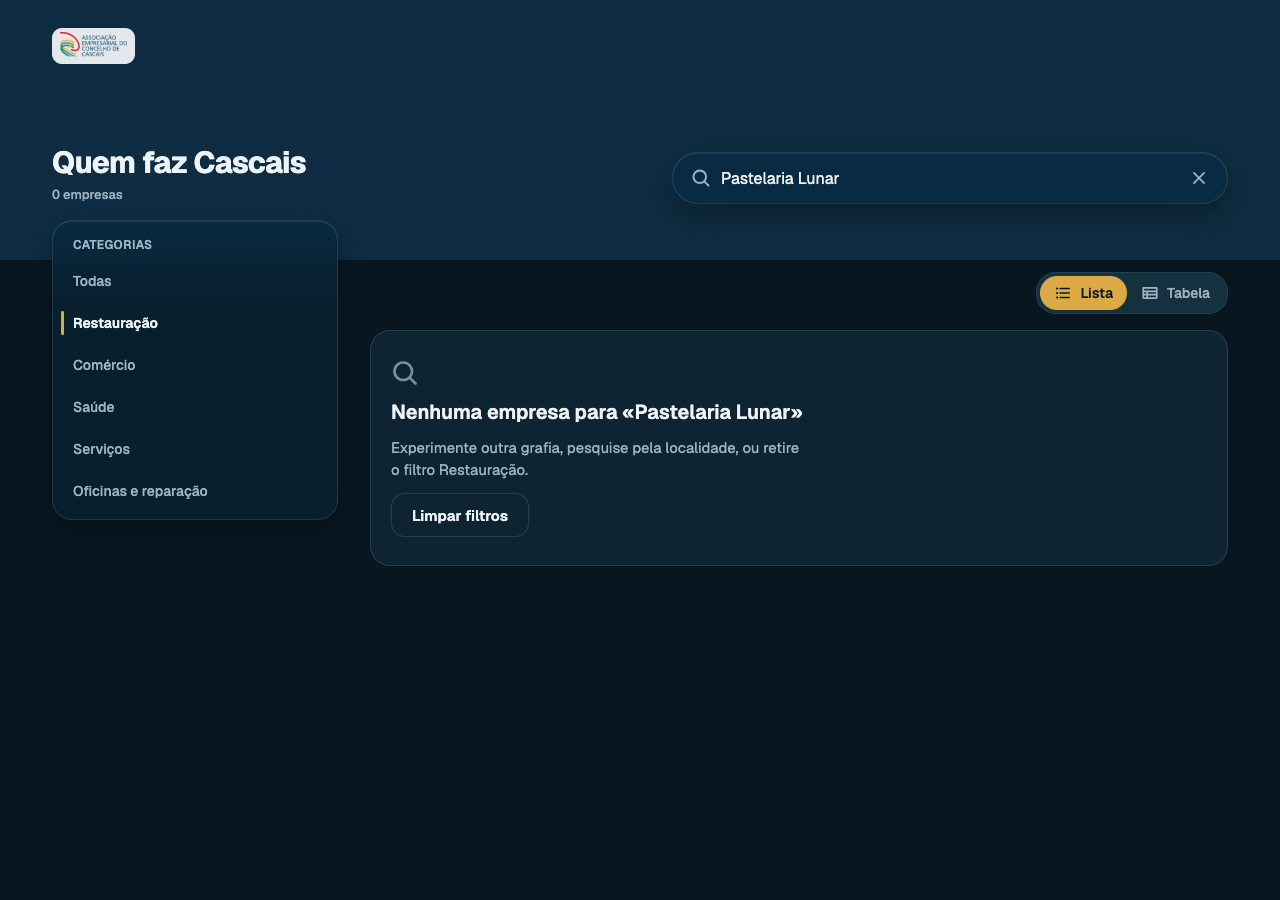 ASSOCIAÇÃO
EMPRESARIAL DO
CONCELHO DE
CASCAIS
Quem faz Cascais
0 empresas
Pastelaria Lunar
CATEGORIAS
Todas
Restauração
Comércio
Saúde
Serviços
Oficinas e reparação
Lista
Tabela
Nenhuma empresa para «Pastelaria Lunar»
Experimente outra grafia, pesquise pela localidade, ou retire
o filtro Restauração.
Limpar filtros